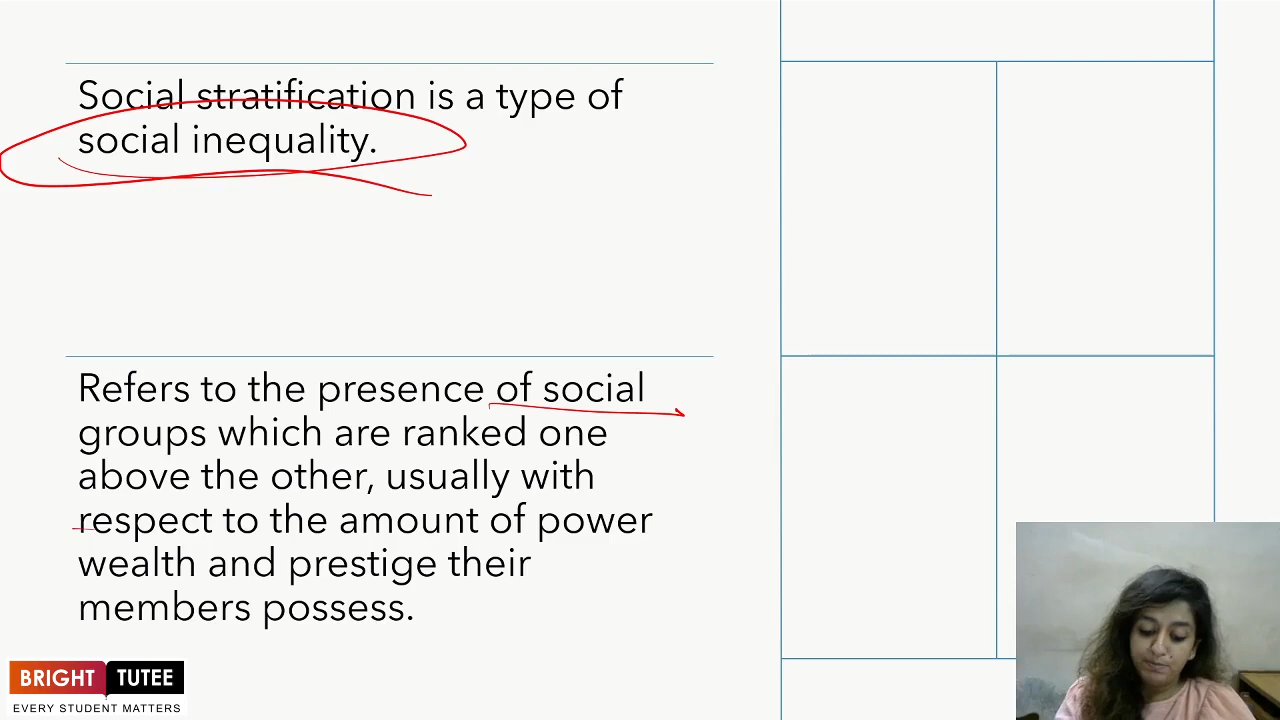 Social stratification is a type of
social inequality.
Refers to the presence of social
groups which are ranked one
above the other, usually with
respect to the amount of power
wealth and prestige their
members possess.
BRIGHT TUTEE
EVERY STUDENT MATTERS